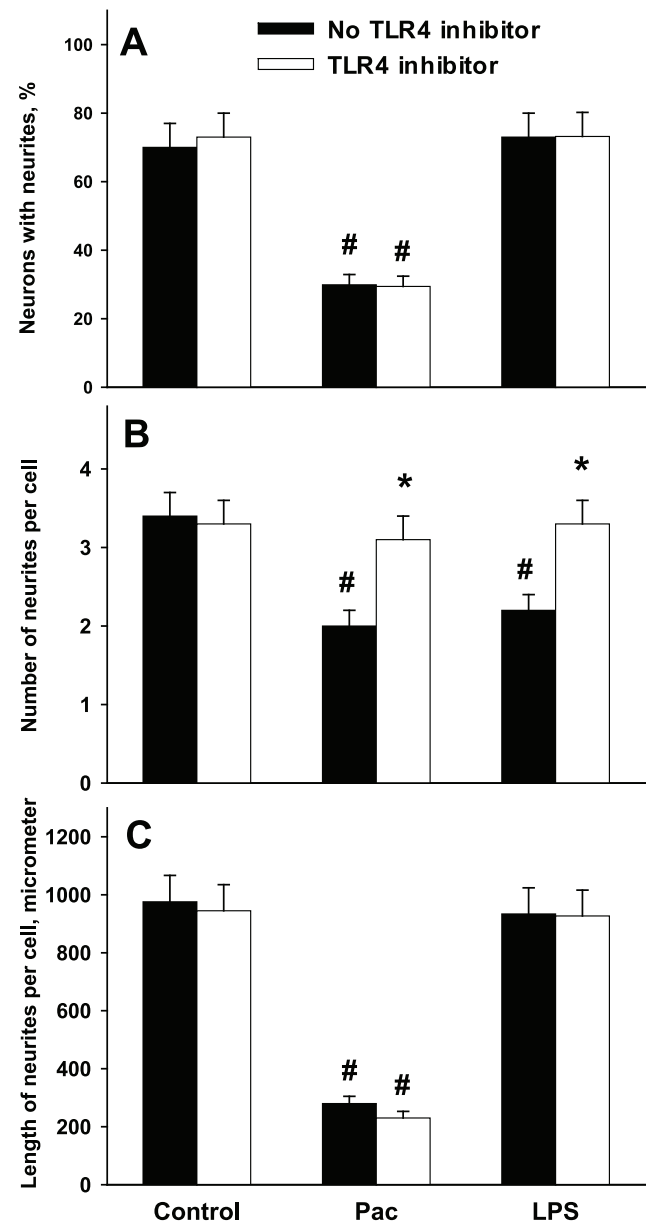 A
No TLR4 inhibitor
TLR4 inhibitor
Neurons with neurites, %
100
80
60
40
20
0
# #
B
Number of neurites per cell
4
3
2
1
0
# * # *
C
Length of neurites per cell, micrometer
1200
1000
800
600
400
200
0
# #
Control Pac LPS